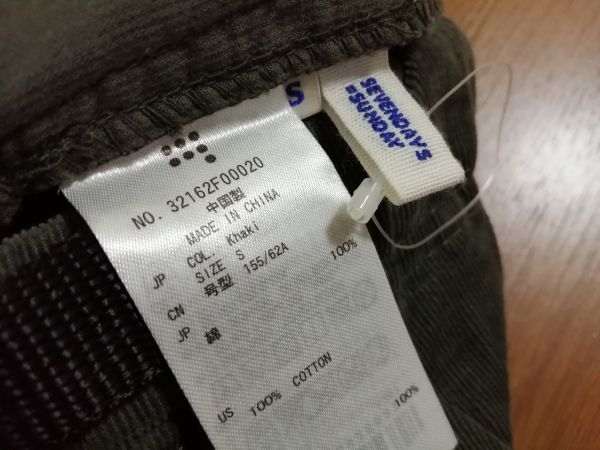 SEVENDAYS
=SUNDAY
S
NO. 32162F00020
中国製
MADE IN CHINA
JP COL. Khaki
SIZE S
CN 号型 155/62A
JP 綿 100%
US 100% COTTON
100%